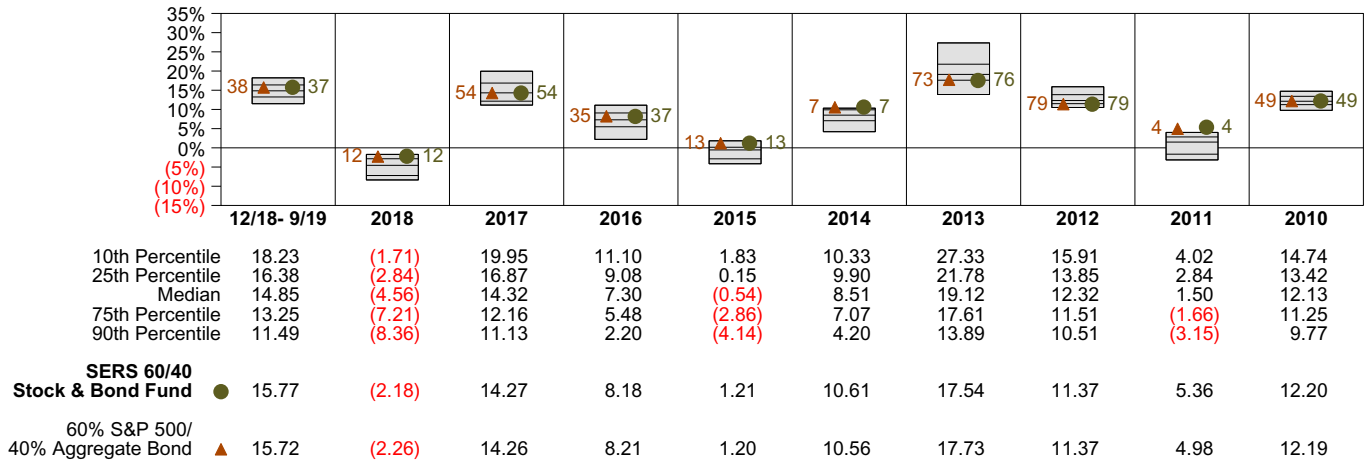 35%
30%
25%
20%
15%
10%
5%
0%
(5%)
(10%)
(15%)
38 37
12 12
54 54
35 37
13 13
7 7
73 76
79 79
4 4
49 49
12/18- 9/19 2018 2017 2016 2015 2014 2013 2012 2011 2010
10th Percentile 18.23 (1.71) 19.95 11.10 1.83 10.33 27.33 15.91 4.02 14.74
25th Percentile 16.38 (2.84) 16.87 9.08 0.15 9.90 21.78 13.85 2.84 13.42
Median 14.85 (4.56) 14.32 7.30 (0.54) 8.51 19.12 12.32 1.50 12.13
75th Percentile 13.25 (7.21) 12.16 5.48 (2.86) 7.07 17.61 11.51 (1.66) 11.25
90th Percentile 11.49 (8.36) 11.13 2.20 (4.14) 4.20 13.89 10.51 (3.15) 9.77
SERS 60/40
Stock & Bond Fund 15.77 (2.18) 14.27 8.18 1.21 10.61 17.54 11.37 5.36 12.20
60% S&P 500/
40% Aggregate Bond 15.72 (2.26) 14.26 8.21 1.20 10.56 17.73 11.37 4.98 12.19